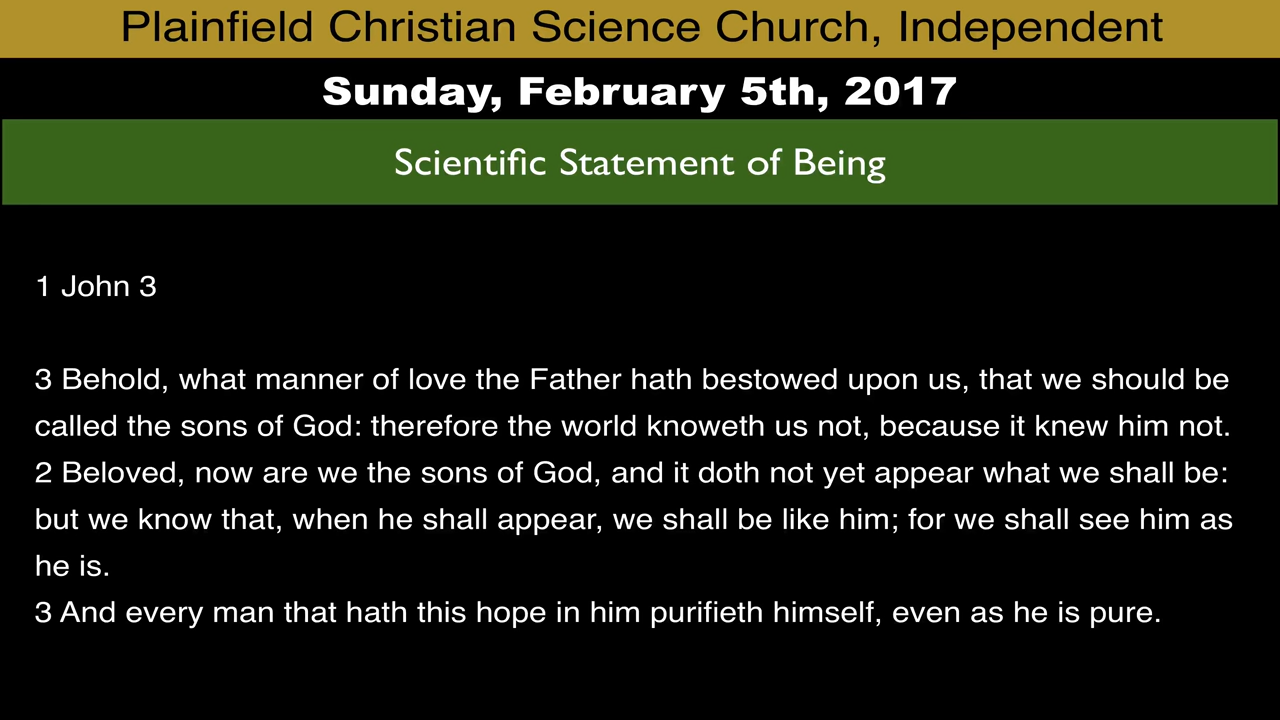 Plainfield Christian Science Church, Independent
Sunday, February 5th, 2017
Scientific Statement of Being
1 John 3
3 Behold, what manner of love the Father hath bestowed upon us, that we should be
called the sons of God: therefore the world knoweth us not, because it knew him not.
2 Beloved, now are we the sons of God, and it doth not yet appear what we shall be:
but we know that, when he shall appear, we shall be like him; for we shall see him as
he is.
3 And every man that hath this hope in him purifieth himself, even as he is pure.